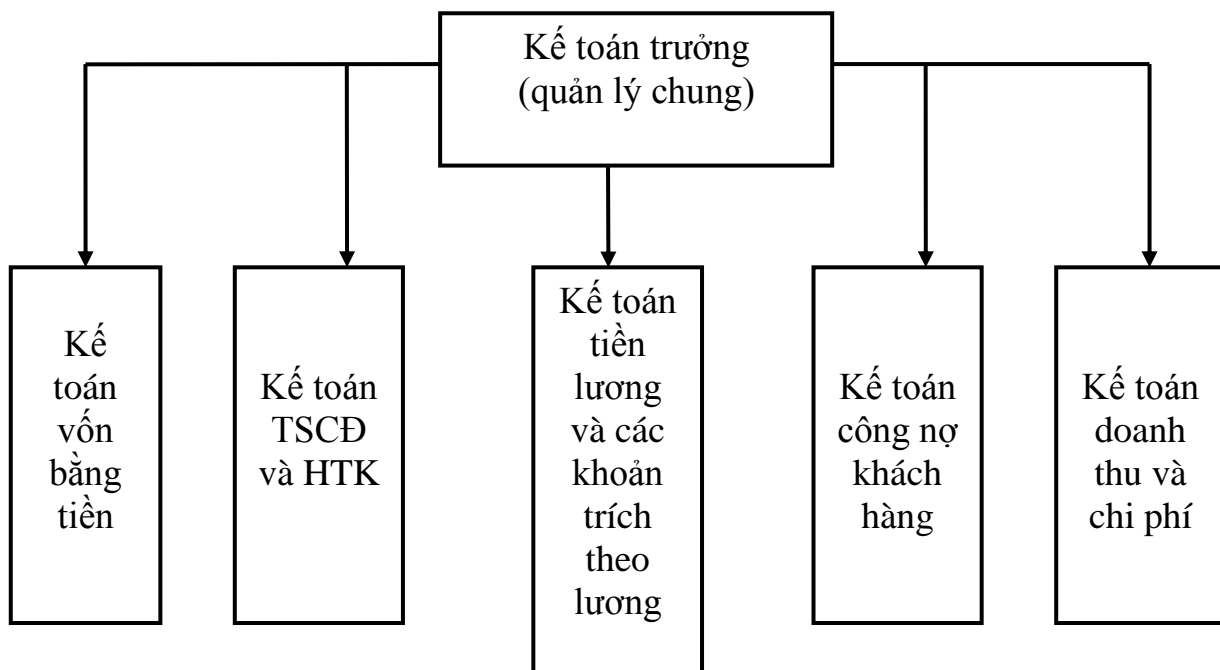 Kế toán trưởng
(quản lý chung)
Kế
toán
vốn
bằng
tiền
Kế toán
TSCĐ
và HTK
Kế toán
tiền
lương
và các
khoản
trích
theo
lương
Kế toán
công nợ
khách
hàng
Kế toán
doanh
thu và
chi phí